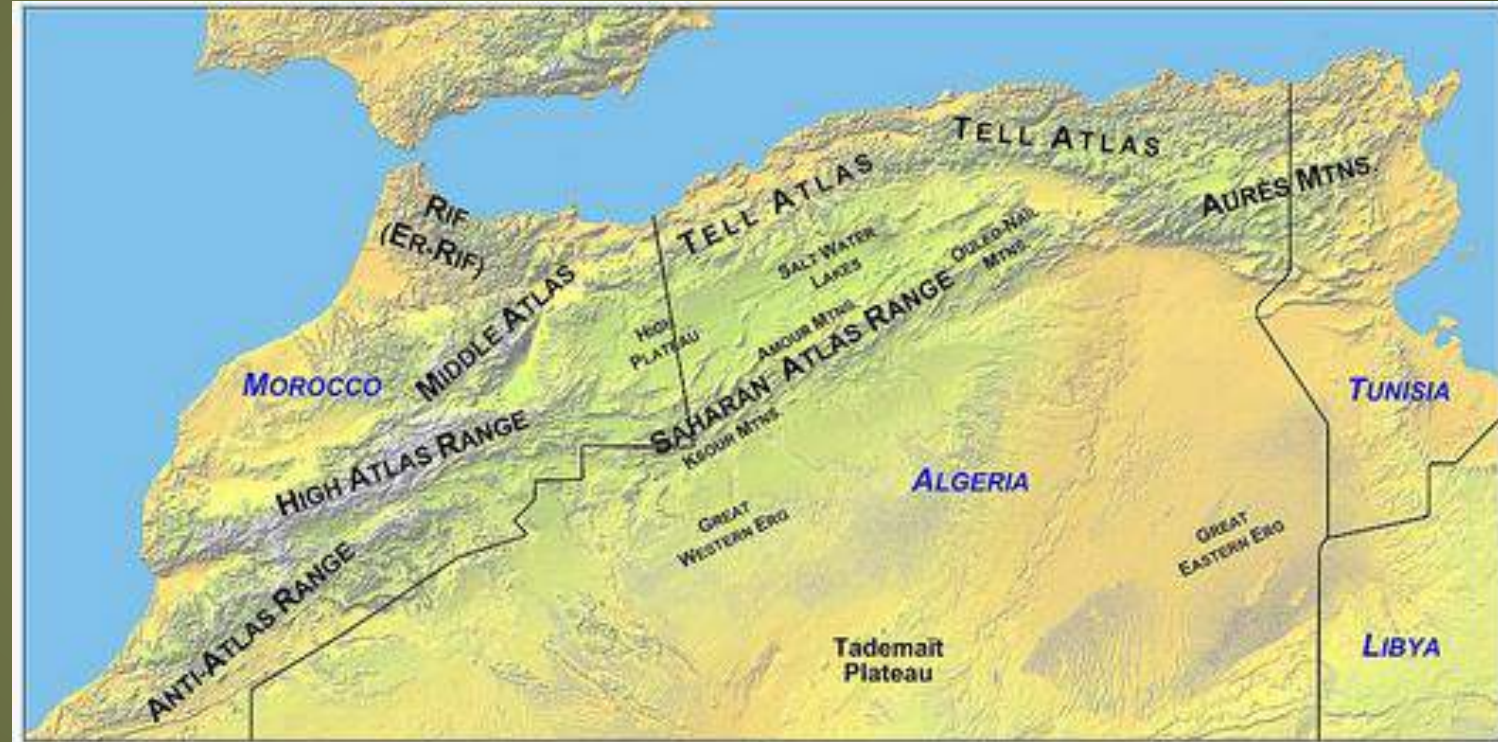 TELL ATLAS
TELL ATLAS
AURÈS MTNS.
RIF
(ER-RIF)
SALT WATER
LAKES
OULED-NAÏL
MTNS.
MIDDLE ATLAS
HIGH
PLATEAU
AMOUR MTNS.
SAHARAN ATLAS RANGE
KSOUR MTNS
MOROCCO
TUNISIA
HIGH ATLAS RANGE
ALGERIA
GREAT
WESTERN ERG
GREAT
EASTERN ERG
ANTI-ATLAS RANGE
Tademaït
Plateau
LIBYA